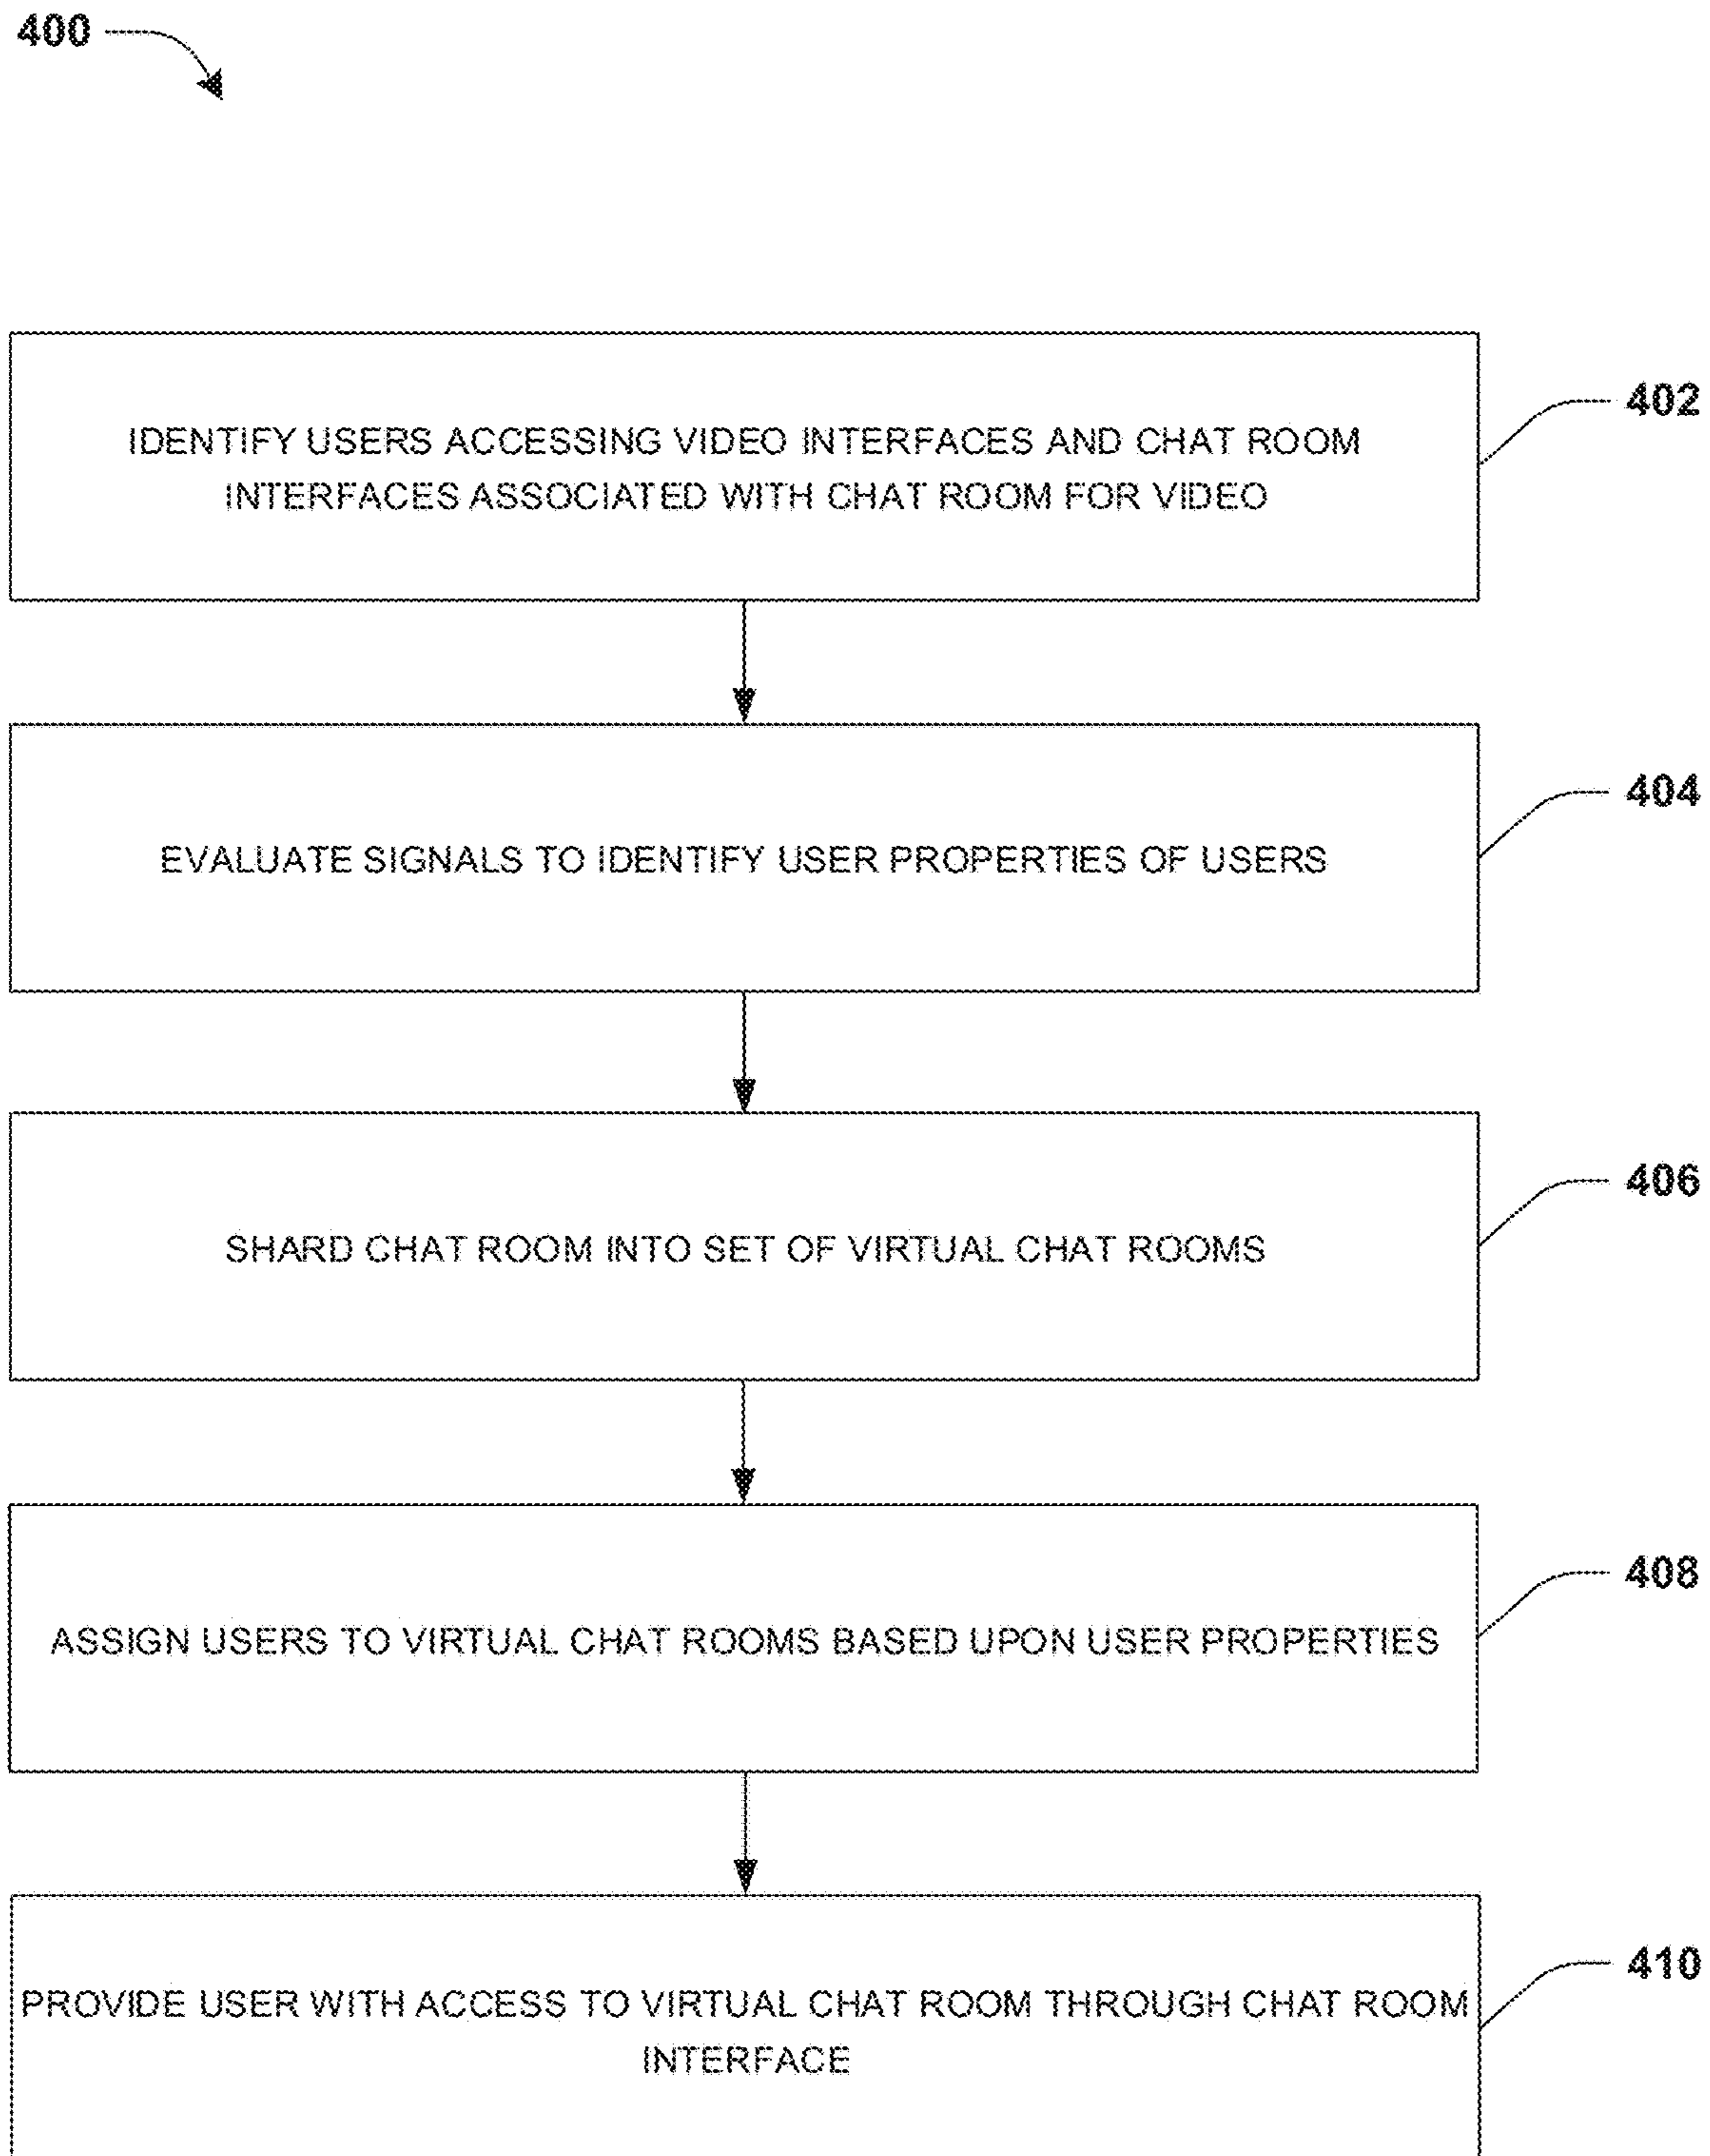 400
IDENTIFY USERS ACCESSING VIDEO INTERFACES AND CHAT ROOM
INTERFACES ASSOCIATED WITH CHAT ROOM FOR VIDEO
402
EVALUATE SIGNALS TO IDENTIFY USER PROPERTIES OF USERS
404
SHARD CHAT ROOM INTO SET OF VIRTUAL CHAT ROOMS
406
ASSIGN USERS TO VIRTUAL CHAT ROOMS BASED UPON USER PROPERTIES
408
PROVIDE USER WITH ACCESS TO VIRTUAL CHAT ROOM THROUGH CHAT ROOM
INTERFACE
410